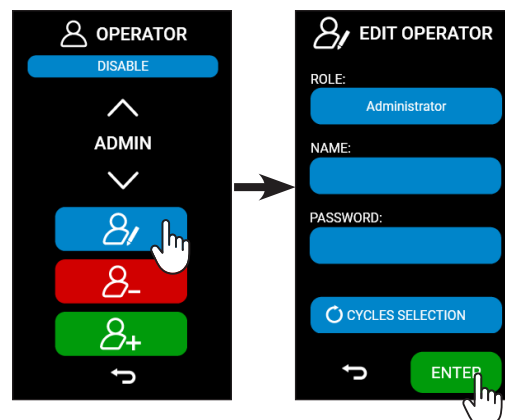 OPERATOR
DISABLE
ADMIN
EDIT OPERATOR
ROLE:
Administrator
NAME:
PASSWORD:
CYCLES SELECTION
ENTER